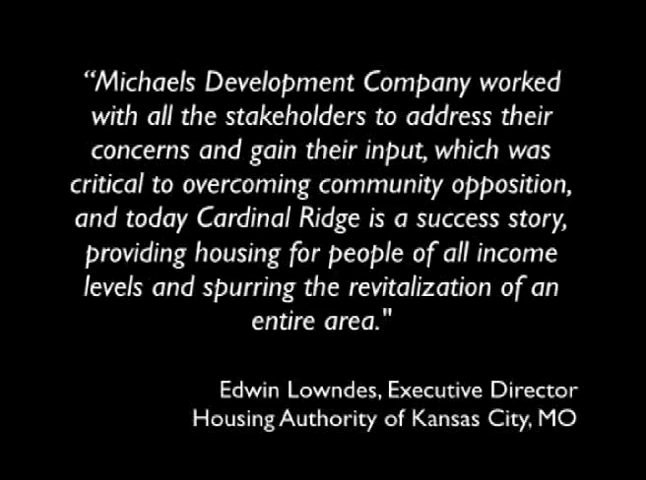 “Michaels Development Company worked
with all the stakeholders to address their
concerns and gain their input, which was
critical to overcoming community opposition,
and today Cardinal Ridge is a success story,
providing housing for people of all income
levels and spurring the revitalization of an
entire area."
Edwin Lowndes, Executive Director
Housing Authority of Kansas City, MO